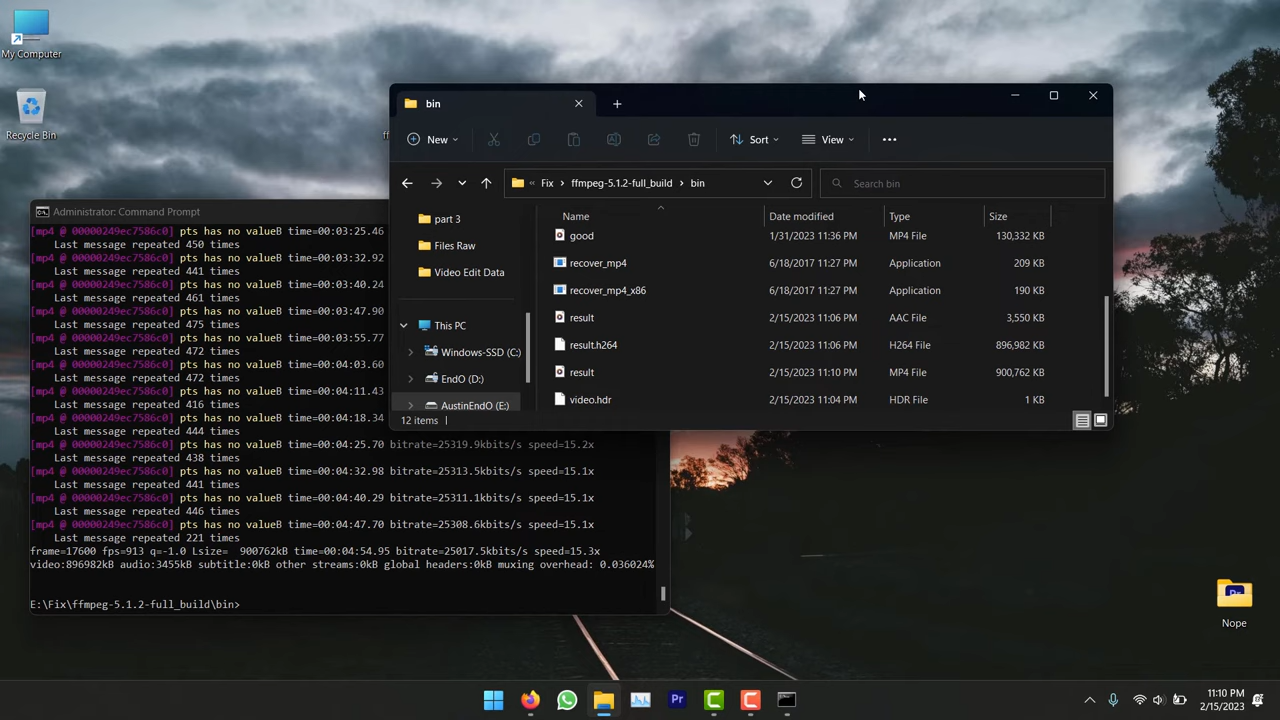 My Computer
Recycle Bin
bin
New
Sort
View
Fix
ffmpeg-5.1.2-full_build
bin
Search bin
part 3
Files Raw
Video Edit Data
This PC
Windows-SSD (C:)
EndO (D:)
AustinEndO (E:)
Name Date modified Type Size
good 1/31/2023 11:36 PM MP4 File 130,332 KB
recover_mp4 6/18/2017 11:27 PM Application 209 KB
recover_mp4_x86 6/18/2017 11:27 PM Application 190 KB
result 2/15/2023 11:06 PM AAC File 3,550 KB
result.h264 2/15/2023 11:06 PM H264 File 896,982 KB
result 2/15/2023 11:10 PM MP4 File 900,762 KB
video.hdr 2/15/2023 11:04 PM HDR File 1 KB
12 items
Administrator: Command Prompt
[mp4 @ 00000249ec7586c0] pts has no valueB time=00:03:25.46
Last message repeated 450 times
[mp4 @ 00000249ec7586c0] pts has no valueB time=00:03:32.92
Last message repeated 441 times
[mp4 @ 00000249ec7586c0] pts has no valueB time=00:03:40.24
Last message repeated 461 times
[mp4 @ 00000249ec7586c0] pts has no valueB time=00:03:47.90
Last message repeated 475 times
[mp4 @ 00000249ec7586c0] pts has no valueB time=00:03:55.77
Last message repeated 472 times
[mp4 @ 00000249ec7586c0] pts has no valueB time=00:04:03.60
Last message repeated 472 times
[mp4 @ 00000249ec7586c0] pts has no valueB time=00:04:11.43
Last message repeated 416 times
[mp4 @ 00000249ec7586c0] pts has no valueB time=00:04:18.34
Last message repeated 444 times
[mp4 @ 00000249ec7586c0] pts has no valueB time=00:04:25.70 bitrate=25319.9kbits/s speed=15.2x
Last message repeated 438 times
[mp4 @ 00000249ec7586c0] pts has no valueB time=00:04:32.98 bitrate=25313.5kbits/s speed=15.1x
Last message repeated 441 times
[mp4 @ 00000249ec7586c0] pts has no valueB time=00:04:40.29 bitrate=25311.1kbits/s speed=15.1x
Last message repeated 446 times
[mp4 @ 00000249ec7586c0] pts has no valueB time=00:04:47.70 bitrate=25308.6kbits/s speed=15.1x
Last message repeated 221 times
frame=17600 fps=913 q=-1.0 Lsize=  900762kB time=00:04:54.95 bitrate=25017.5kbits/s speed=15.3x
video:896982kB audio:3455kB subtitle:0kB other streams:0kB global headers:0kB muxing overhead: 0.036024%
E:\Fix\ffmpeg-5.1.2-full_build\bin>
Pr
Nope
Pr
11:10 PM
2/15/2023